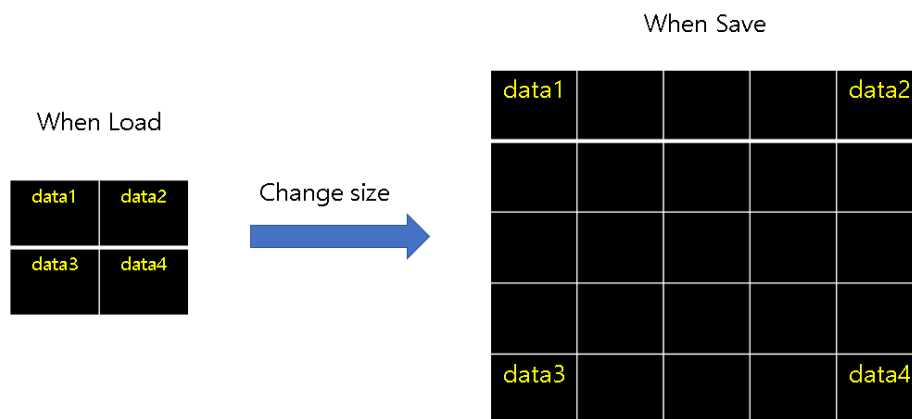 When Save
data1 data2
When Load
data1 data2
Change size
data3 data4
data3 data4